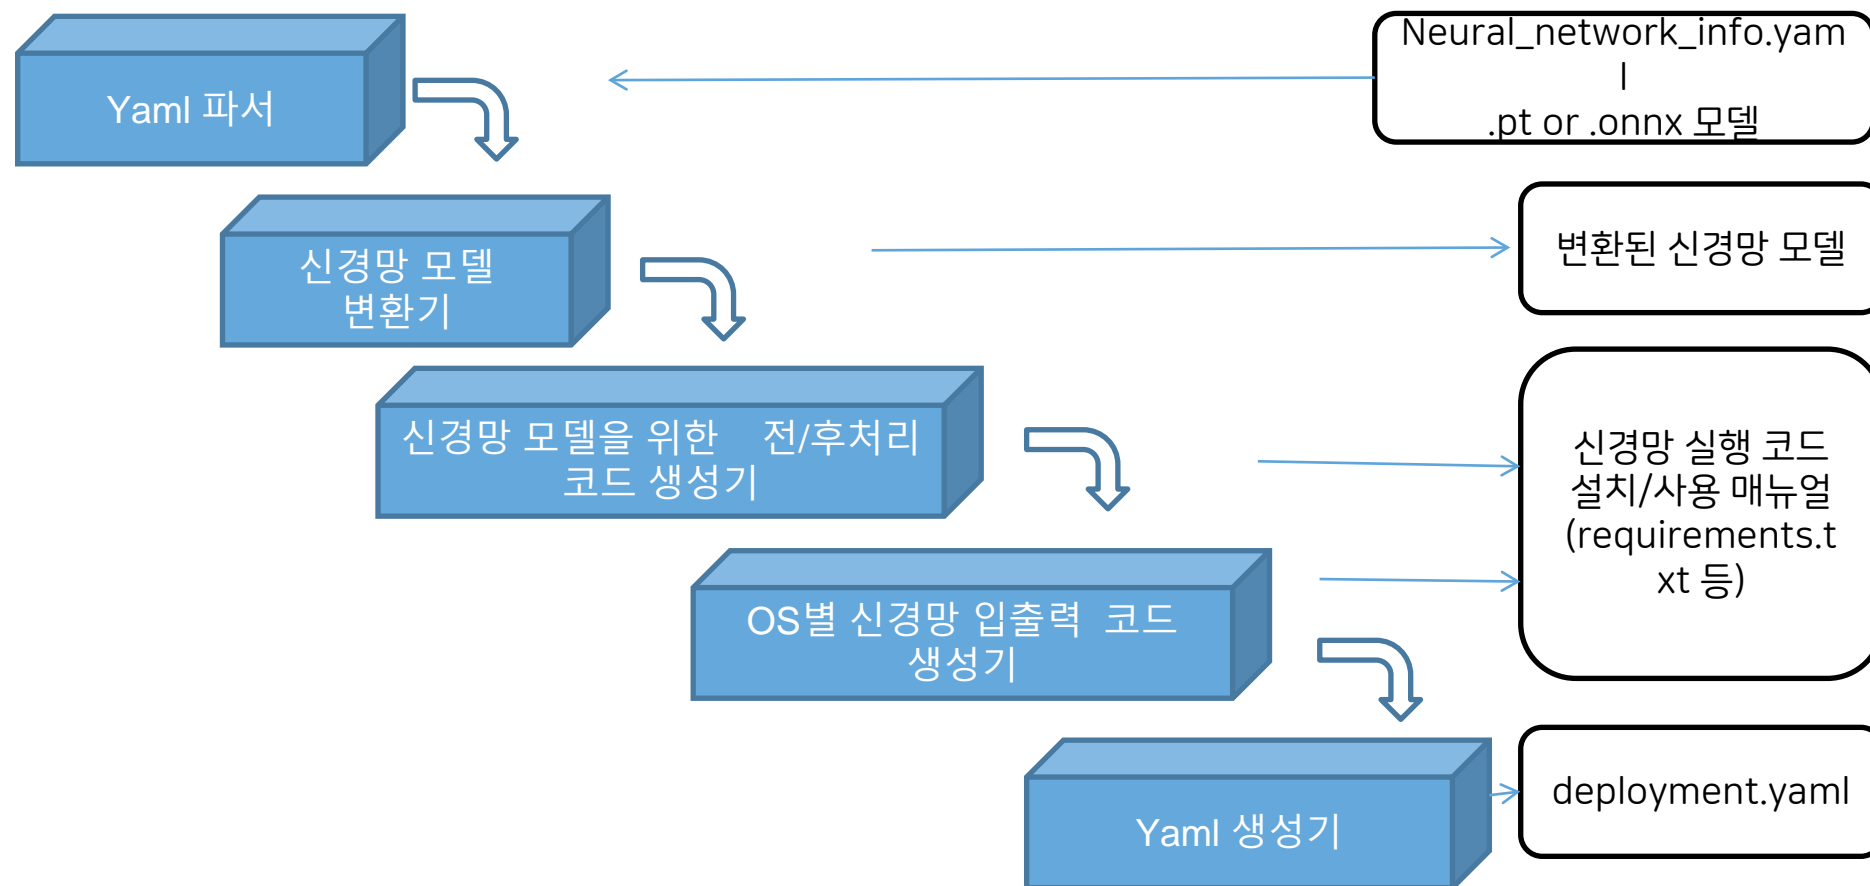 Yaml 파서
Neural_network_info.yam
l
.pt or .onnx 모델
신경망 모델
변환기
변환된 신경망 모델
신경망 모델을 위한 전/후처리
코드 생성기
신경망 실행 코드
설치/사용 매뉴얼
(requirements.t
xt 등)
OS별 신경망 입출력 코드
생성기
Yaml 생성기
deployment.yaml